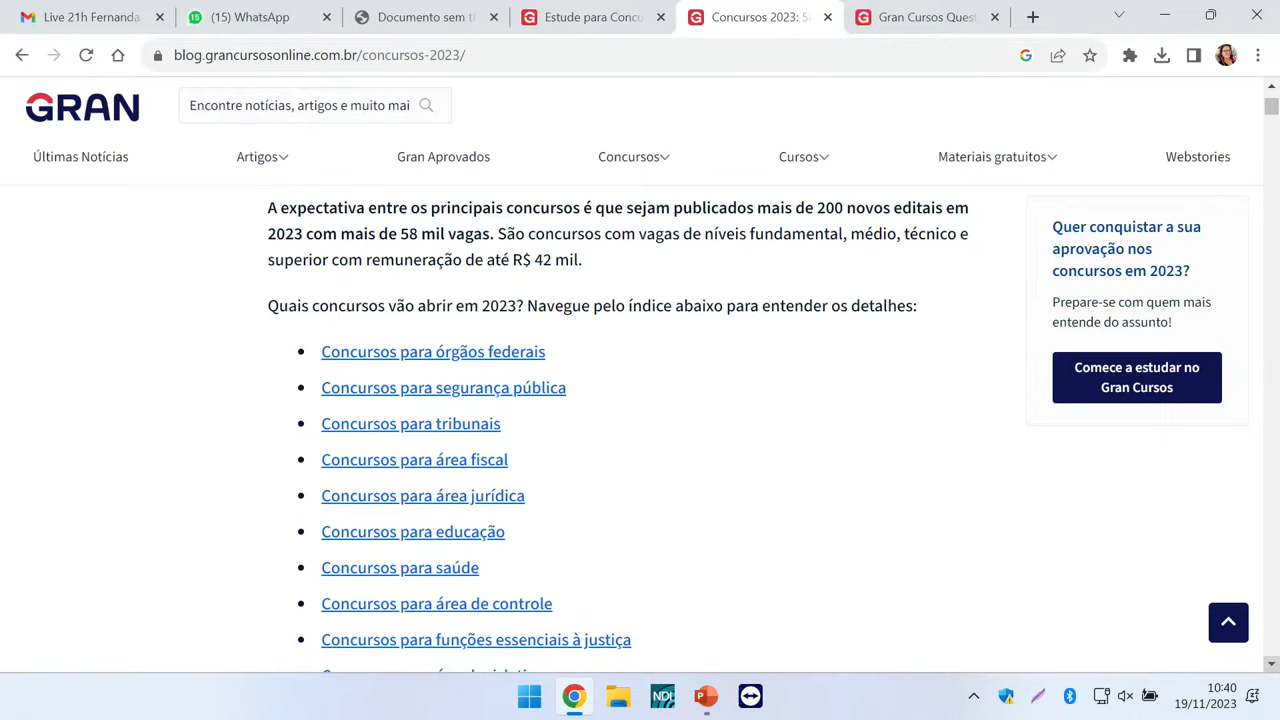 Live 21h Fernanda
(15) WhatsApp
Documento sem t
Estude para Concu
Concursos 2023: 5
Gran Cursos Quest
blog.grancursosonline.com.br/concursos-2023/
GRAN
Encontre notícias, artigos e muito mai
Últimas Notícias
Artigos
Gran Aprovados
Concursos
Cursos
Materiais gratuitos
Webstories
A expectativa entre os principais concursos é que sejam publicados mais de 200 novos editais em
2023 com mais de 58 mil vagas. São concursos com vagas de níveis fundamental, médio, técnico e
superior com remuneração de até R$ 42 mil.
Quais concursos vão abrir em 2023? Navegue pelo índice abaixo para entender os detalhes:
Concursos para órgãos federais
Concursos para segurança pública
Concursos para tribunais
Concursos para área fiscal
Concursos para área jurídica
Concursos para educação
Concursos para saúde
Concursos para área de controle
Concursos para funções essenciais à justiça
Quer conquistar a sua
aprovação nos
concursos em 2023?
Prepare-se com quem mais
entende do assunto!
Comece a estudar no
Gran Cursos
NDI
10:40
19/11/2023